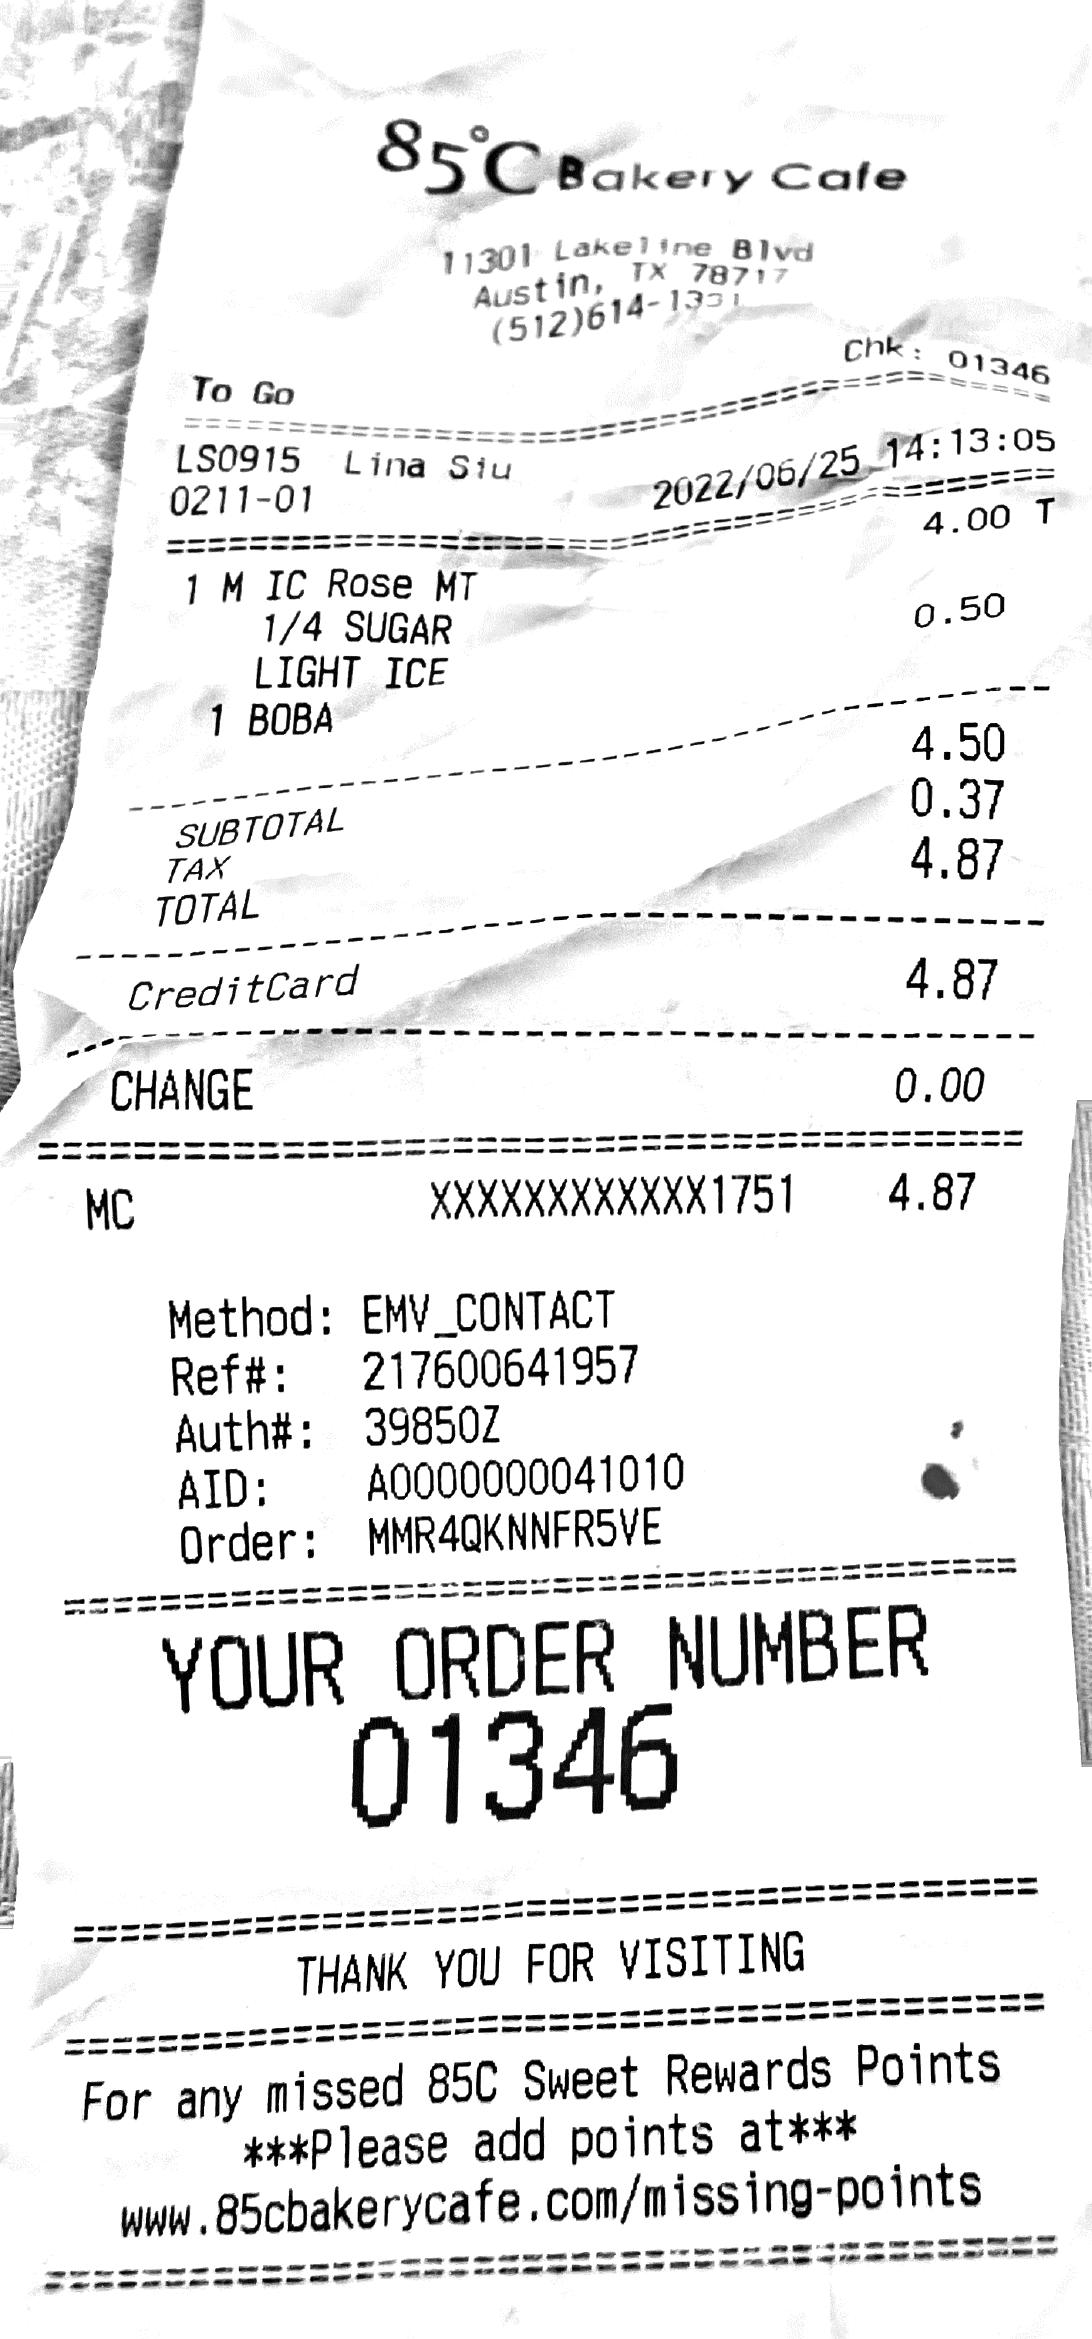 85°C Bakery Cafe
11301 Lakeline Blvd
Austin, TX 78717
Chk: 01346
To Go
LS0915 Lina Siu
0211-01 2022/06/25 14:13:05
1 M IC Rose MT 4.00 T
1/4 SUGAR
LIGHT ICE
1 BOBA 0.50
SUBTOTAL 4.50
TAX 0.37
TOTAL 4.87
CreditCard 4.87
CHANGE 0.00
MC XXXXXXXXXXXX1751 4.87
Method: EMV_CONTACT
Ref#: 217600641957
Auth#: 39850Z
AID: A0000000041010
Order: MMR4QKNNFR5VE
YOUR ORDER NUMBER
01346
THANK YOU FOR VISITING
For any missed 85C Sweet Rewards Points
***Please add points at***
www.85cbakerycafe.com/missing-points